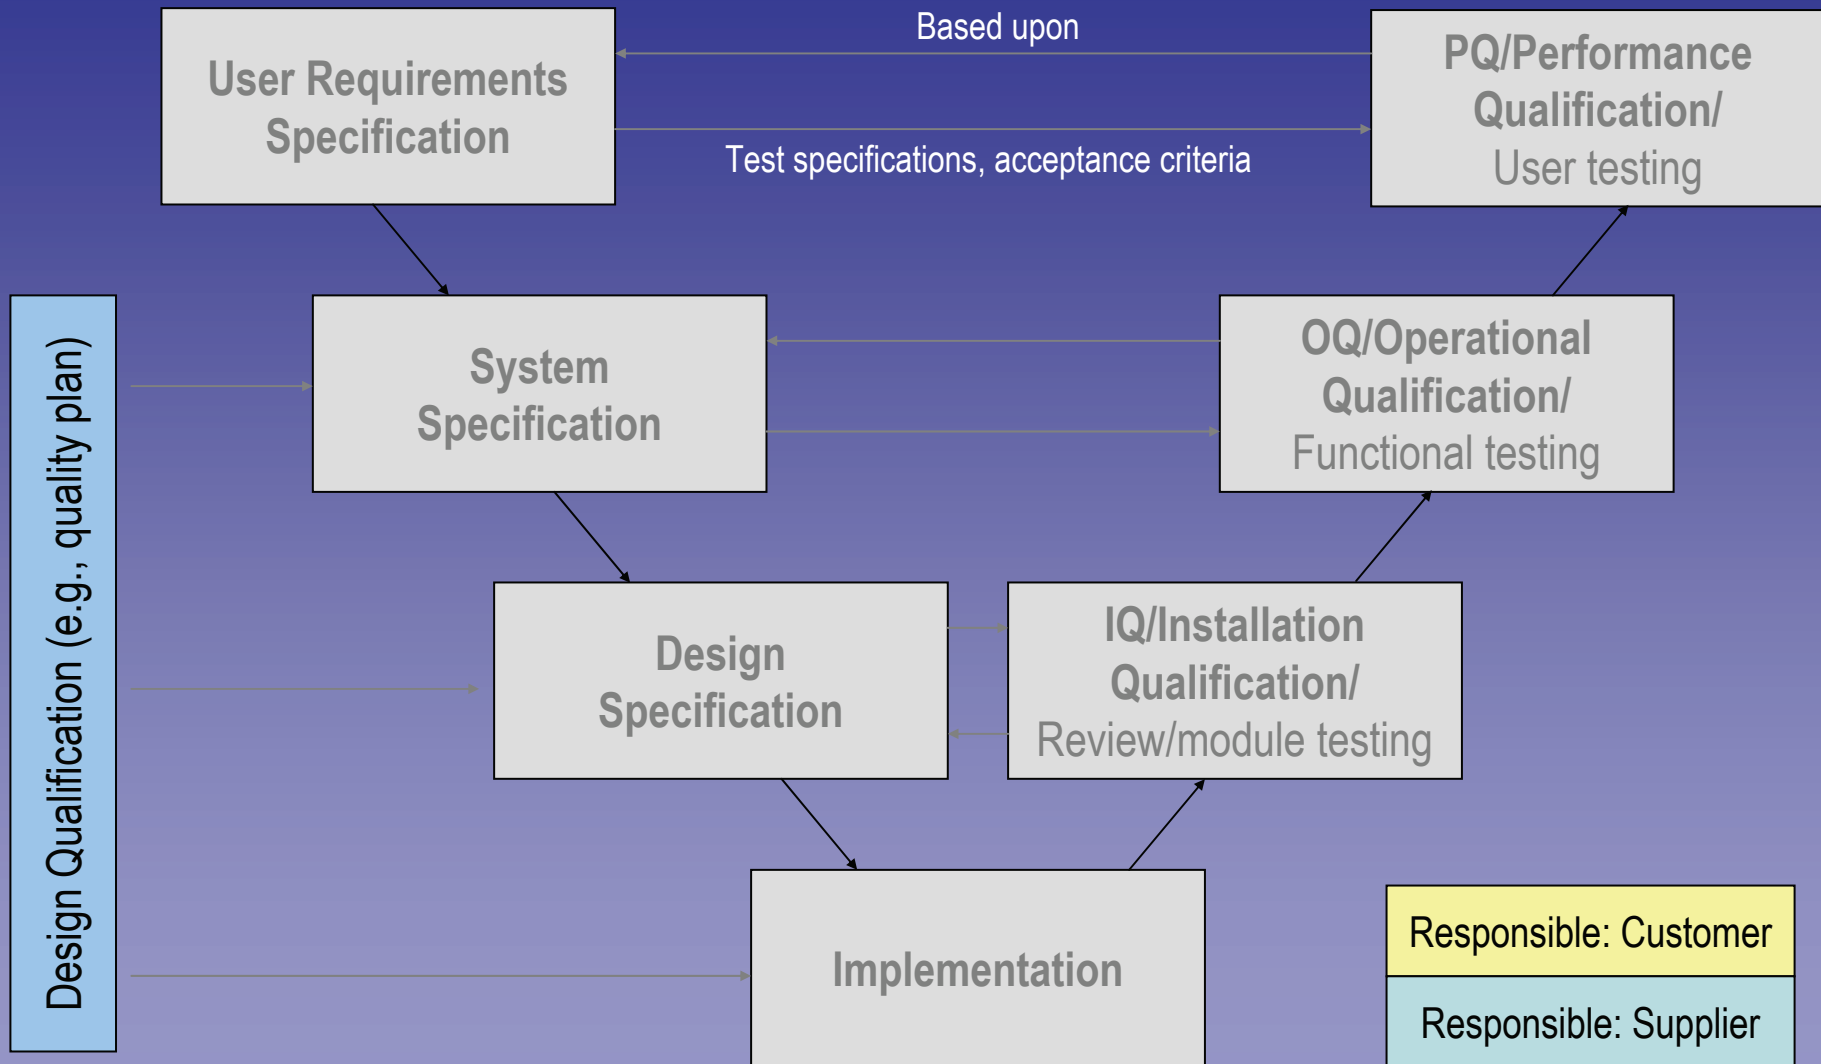 User Requirements
Specification
Based upon
Test specifications, acceptance criteria
PQ/Performance
Qualification/
User testing
Design Qualification (e.g., quality plan)
System
Specification
OQ/Operational
Qualification/
Functional testing
Design
Specification
IQ/Installation
Qualification/
Review/module testing
Implementation
Responsible: Customer
Responsible: Supplier